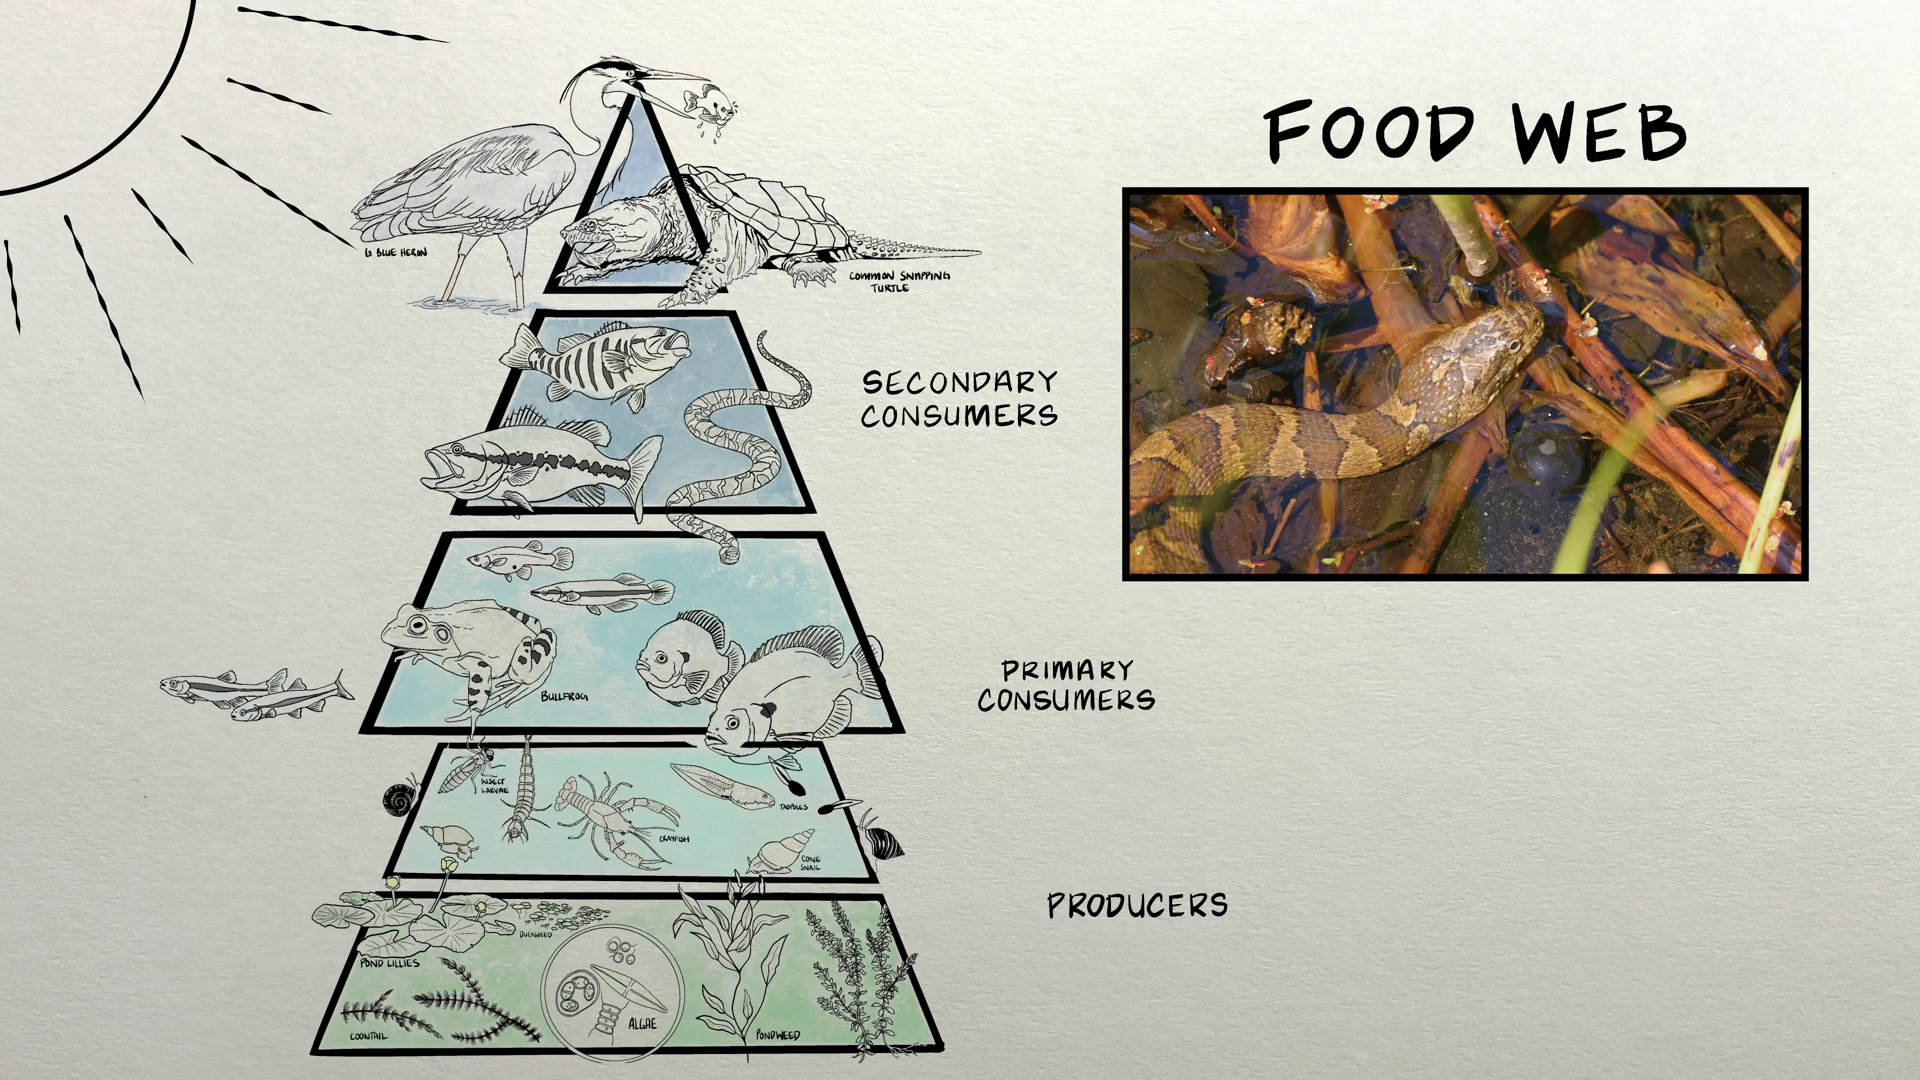 FOOD WEB
G BLUE HERON
COMMON SNAPPING
TURTLE
SECONDARY
CONSUMERS
PRIMARY
CONSUMERS
BULLFROG
INSECT
LARVAE
TADPOLES
CRAYFISH
CONE
SNAIL
PRODUCERS
DUCKWEED
POND LILLIES
ALGAE
COONTAIL
PONDWEED